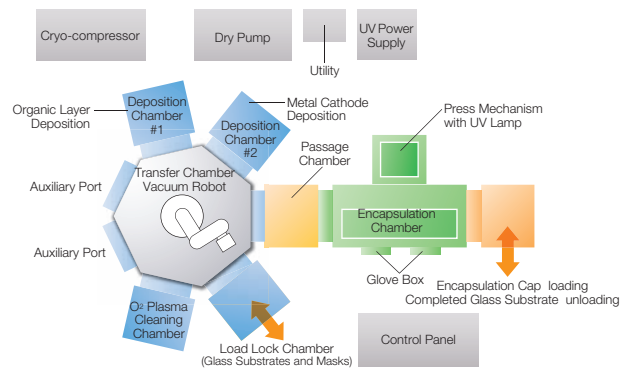 Cryo-compressor
Dry Pump
UV Power
Supply
Utility
Organic Layer
Deposition
Deposition
Chamber
#1
Metal Cathode
Deposition
Deposition
Chamber
#2
Press Mechanism
with UV Lamp
Passage
Chamber
Transfer Chamber
Vacuum Robot
Auxiliary Port
Auxiliary Port
Encapsulation
Chamber
Glove Box
Encapsulation Cap loading
Completed Glass Substrate unloading
O2 Plasma
Cleaning
Chamber
Load Lock Chamber
(Glass Substrates and Masks)
Control Panel